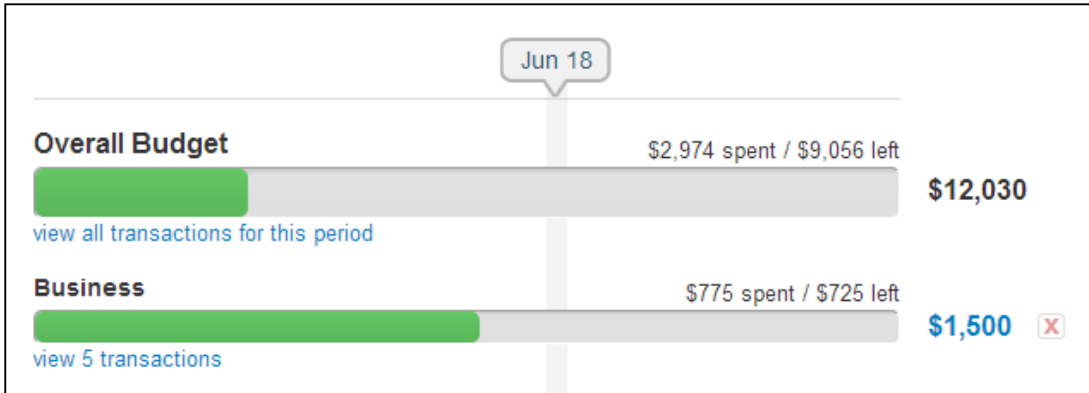 Jun 18
Overall Budget
$2,974 spent / $9,056 left
$12,030
view all transactions for this period
Business
$775 spent / $725 left
$1,500
X
view 5 transactions